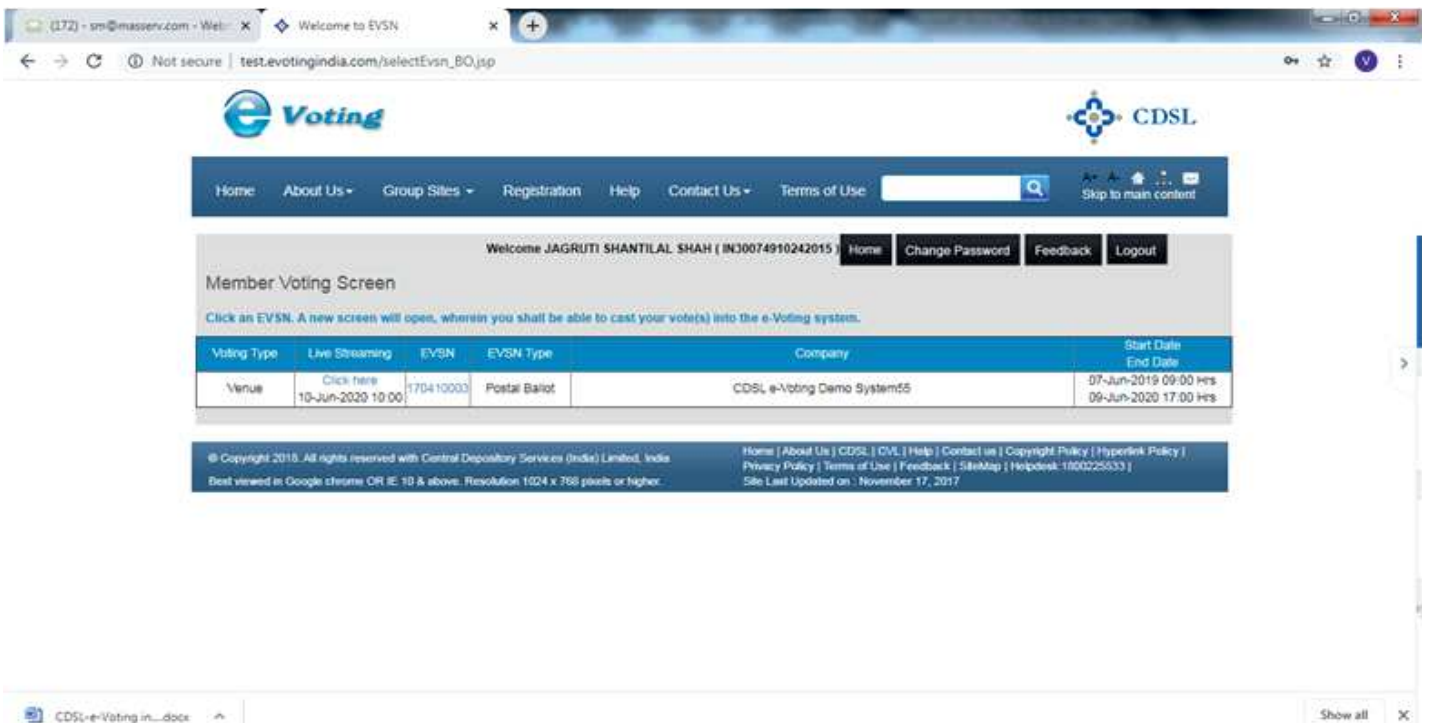 (172) - sm@masserv.com - Web
Welcome to EVSN
Not secure | test.evotingindia.com/selectEvsn_BO.jsp
V
e Voting
CDSL
Home About Us Group Sites Registration Help Contact Us Terms of Use
A+ A-
Skip to main content
Welcome JAGRUTI SHANTILAL SHAH ( IN30074910242015 ) Home Change Password Feedback Logout
Member Voting Screen
Click an EVSN. A new screen will open, wherein you shall be able to cast your vote(s) into the e-Voting system.
Voting Type Live Streaming EVSN EVSN Type Company Start Date
End Date
Venue Click here 170410003 Postal Ballot CDSL e-Voting Demo System55 07-Jun-2019 09:00 Hrs
10-Jun-2020 10:00 09-Jun-2020 17:00 Hrs
© Copyright 2015. All rights reserved with Central Depository Services (India) Limited, India
Best viewed in Google chrome OR IE 10 & above. Resolution 1024 x 768 pixels or higher.
Home | About Us | CDSL | CVL | Help | Contact us | Copyright Policy | Hyperlink Policy |
Privacy Policy | Terms of Use | Feedback | SiteMap | Helpdesk 1800225533 |
Site Last Updated on : November 17, 2017
CDSL-e-Voting in....docx
Show all